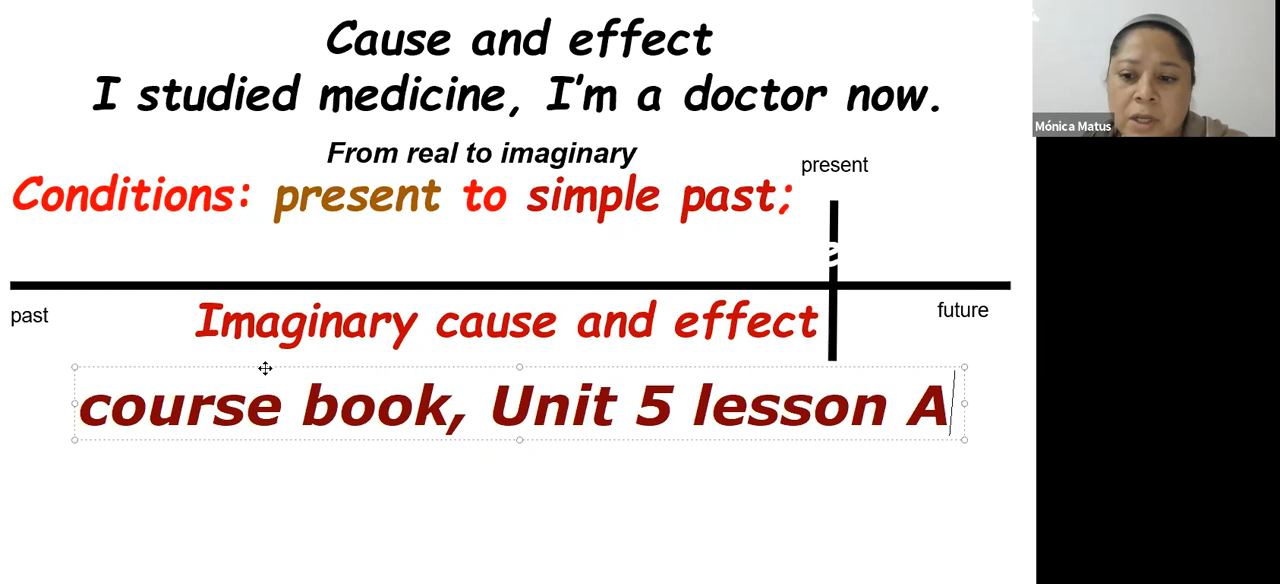 Cause and effect
I studied medicine, I'm a doctor now.
From real to imaginary
present
Conditions: present to simple past;
past
future
Imaginary cause and effect
course book, Unit 5 lesson A
Mónica Matus